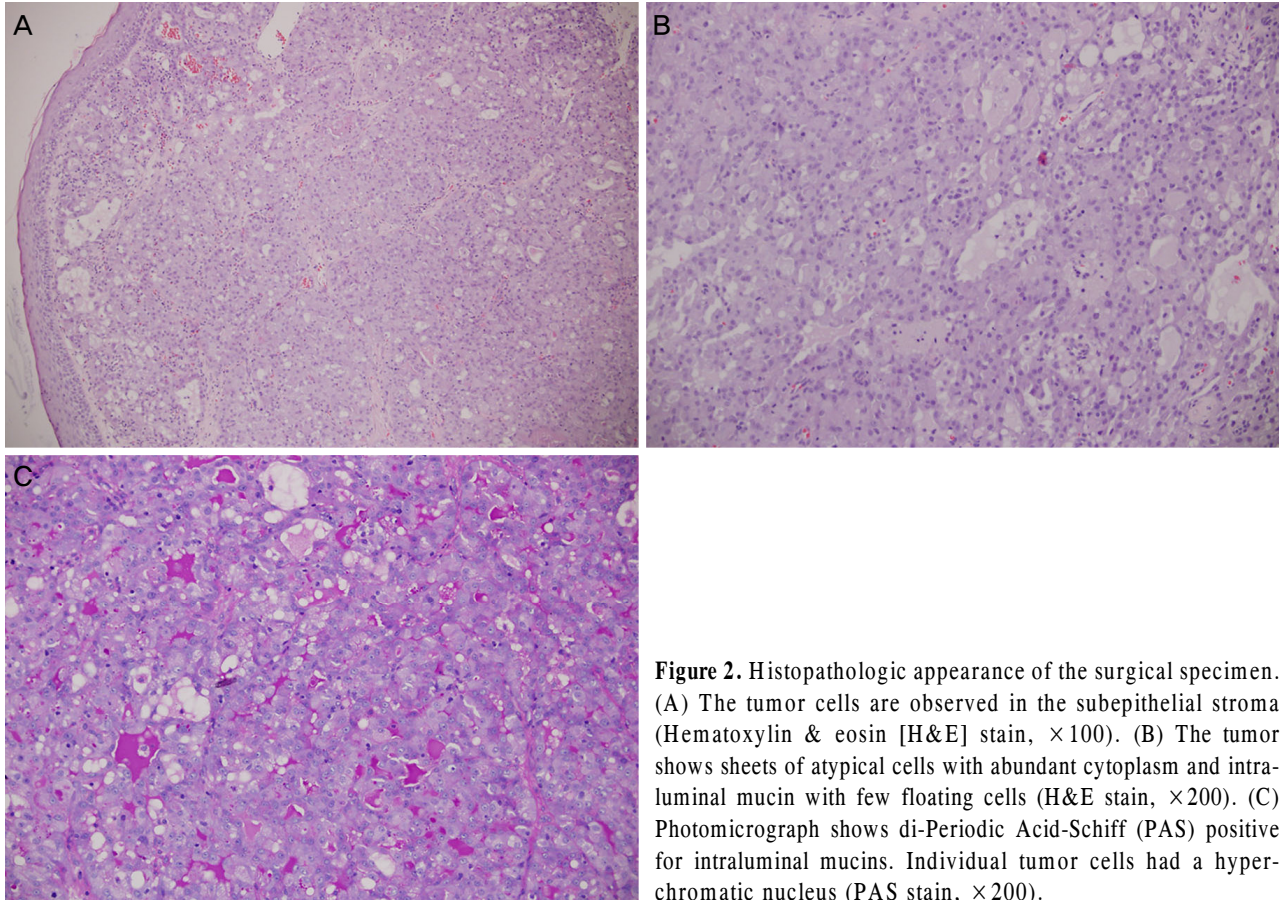 A
B
C
Figure 2. Histopathologic appearance of the surgical specimen.
(A) The tumor cells are observed in the subepithelial stroma
(Hematoxylin & eosin [H&E] stain, ×100). (B) The tumor
shows sheets of atypical cells with abundant cytoplasm and intra-
luminal mucin with few floating cells (H&E stain, ×200). (C)
Photomicrograph shows di-Periodic Acid-Schiff (PAS) positive
for intraluminal mucins. Individual tumor cells had a hyper-
chromatic nucleus (PAS stain, ×200).